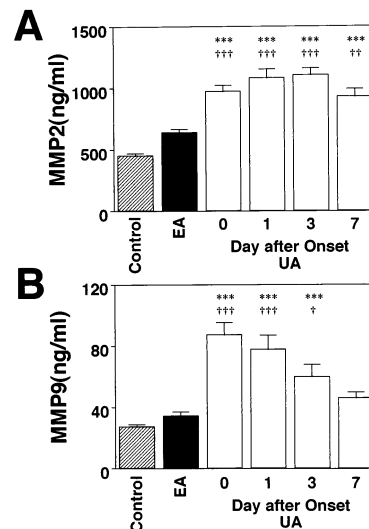 A
MMP2(ng/ml)
1500
1000
500
0
*** *** *** ***
††† ††† ††† ††
Control
EA
0 1 3 7
Day after Onset
UA
B
MMP9(ng/ml)
120
80
40
0
*** *** ***
††† ††† †
Control
EA
0 1 3 7
Day after Onset
UA